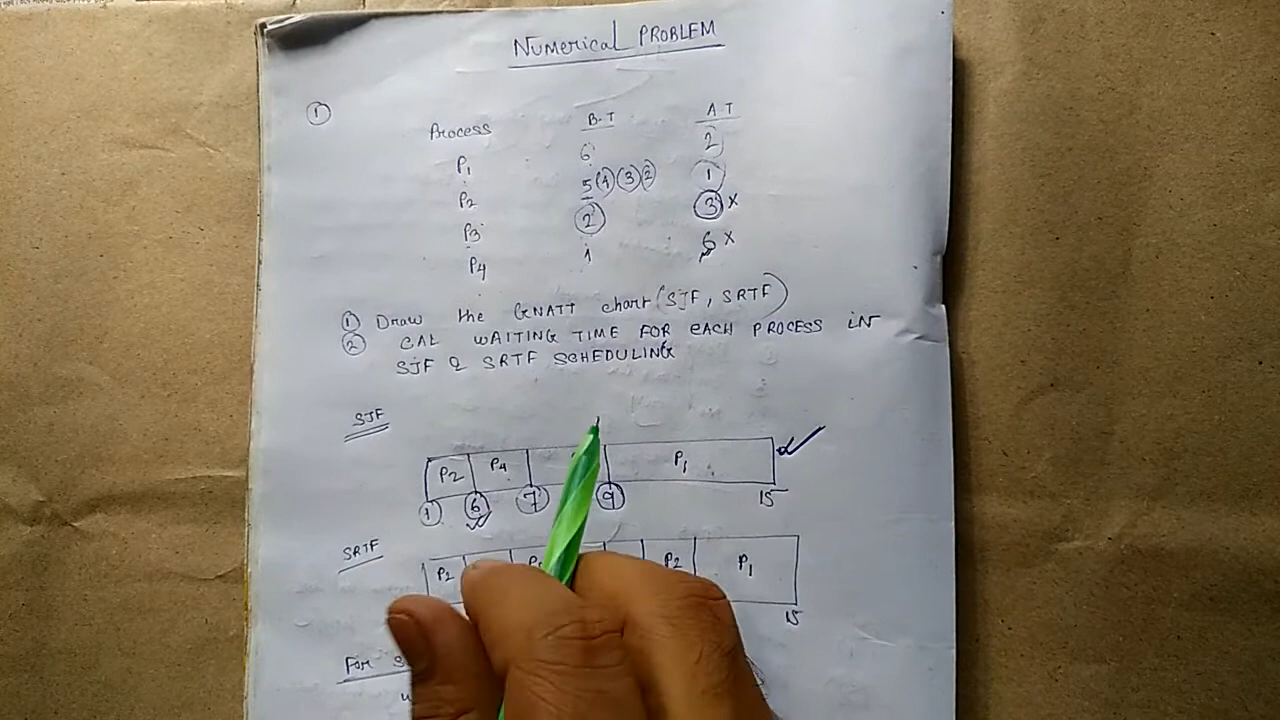 NUMERICAL PROBLEM
1
Process B.T A T
P1 6 2
P2 5 4 3 2 1
P3 2 3 x
P4 1 6 x
1 Draw the GNATT chart (SJF, SRTF)
2 CAL WAITING TIME FOR EACH PROCESS IN
SJF & SRTF SCHEDULING
SJF
P2 P4 P1
1 6 7 9 15
SRTF
P2 P2 P1
15
For